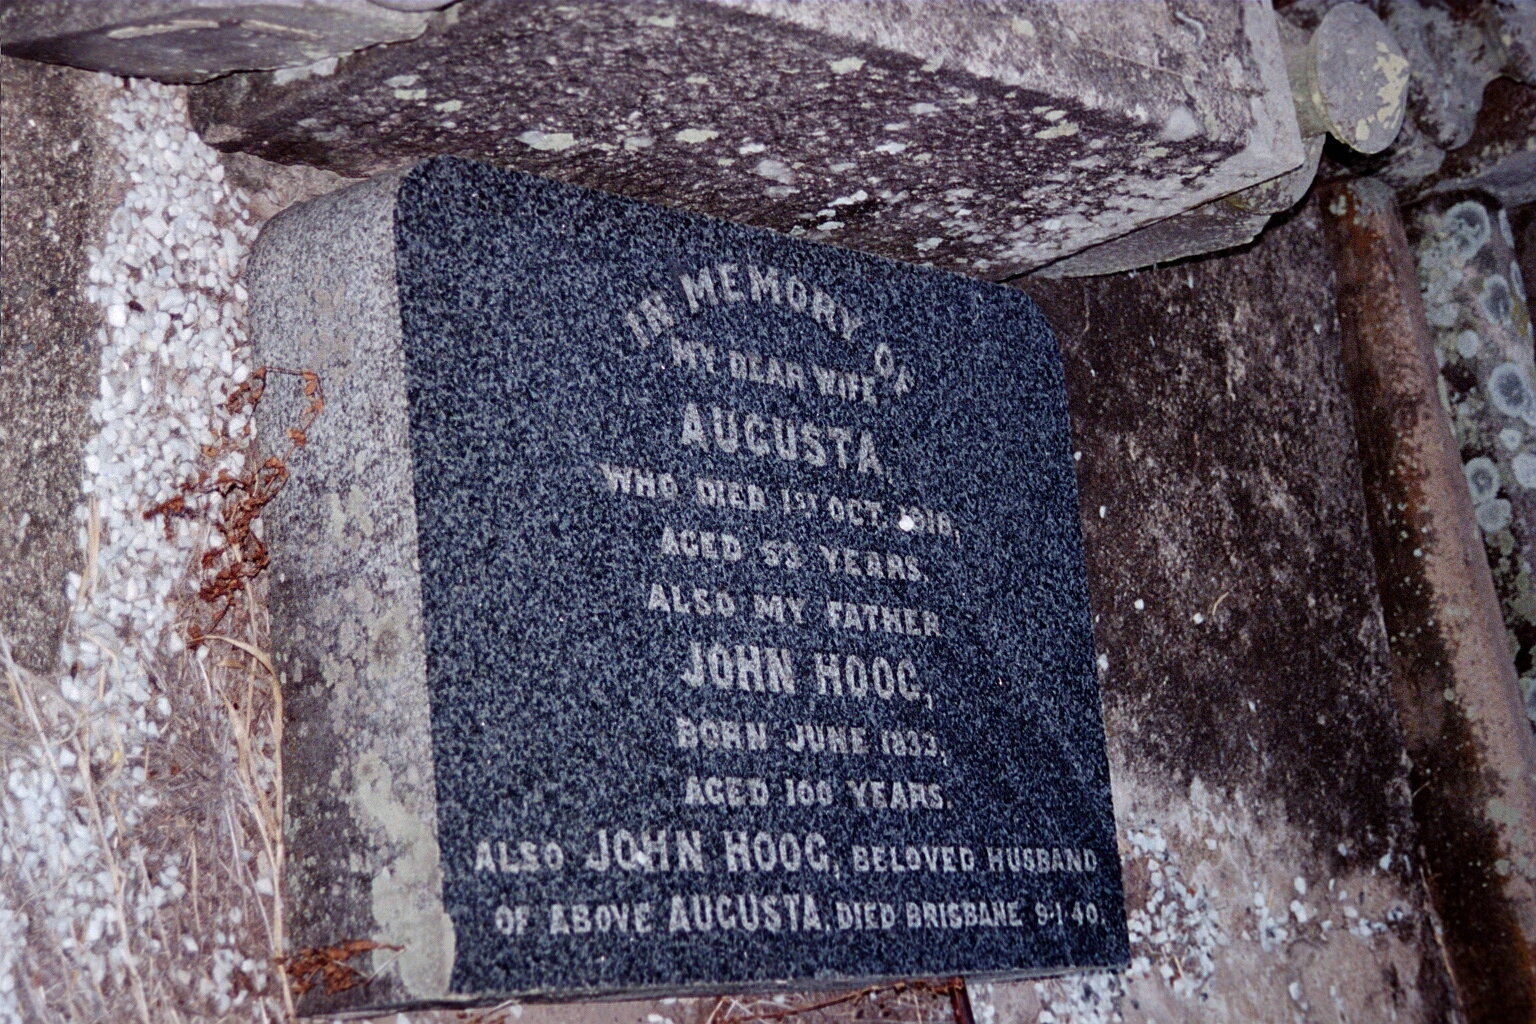 IN MEMORY OF
MY DEAR WIFE
AUGUSTA,
WHO DIED 1ST OCT. 1918,
AGED 53 YEARS.
ALSO MY FATHER
JOHN HOOG,
BORN JUNE 1833,
AGED 100 YEARS.
ALSO JOHN HOOG, BELOVED HUSBAND
OF ABOVE AUGUSTA. DIED BRISBANE 9·1·40.